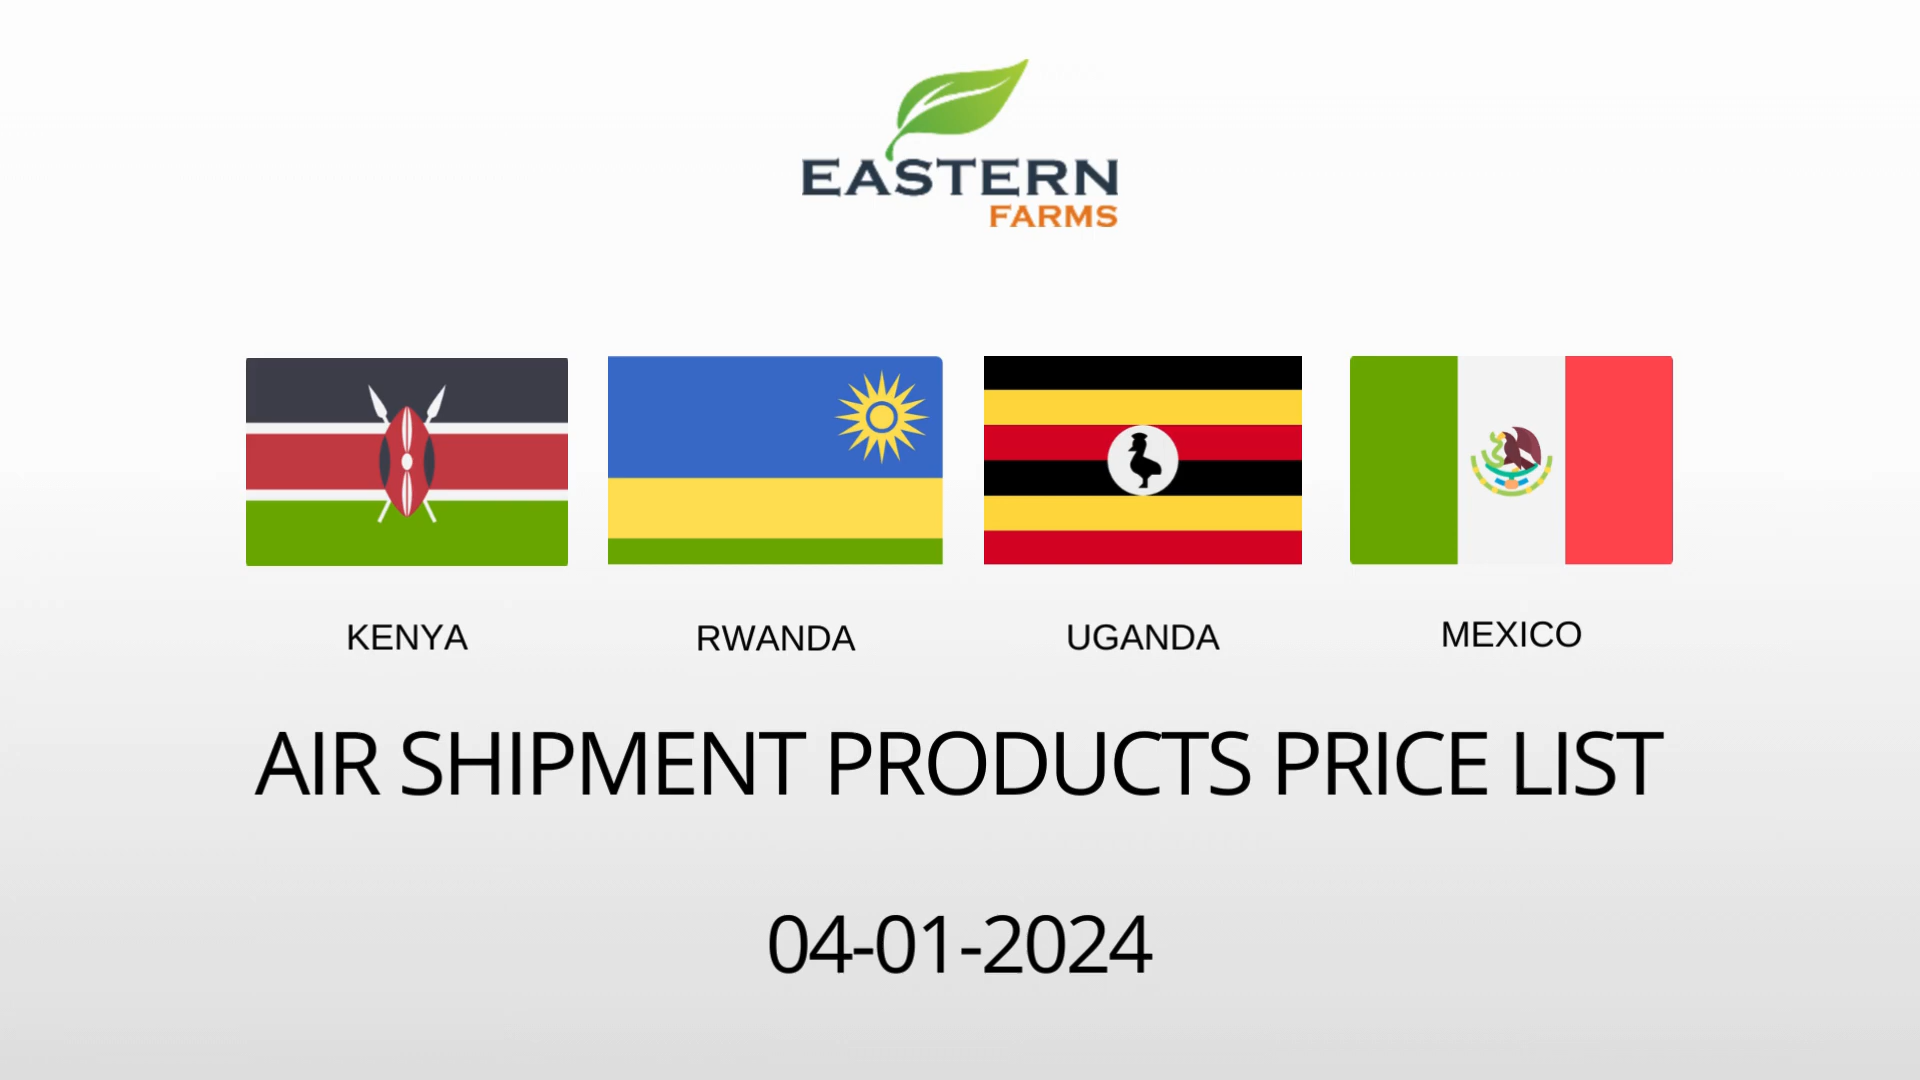 EASTERN
FARMS
KENYA
RWANDA
UGANDA
MEXICO
AIR SHIPMENT PRODUCTS PRICE LIST
04-01-2024